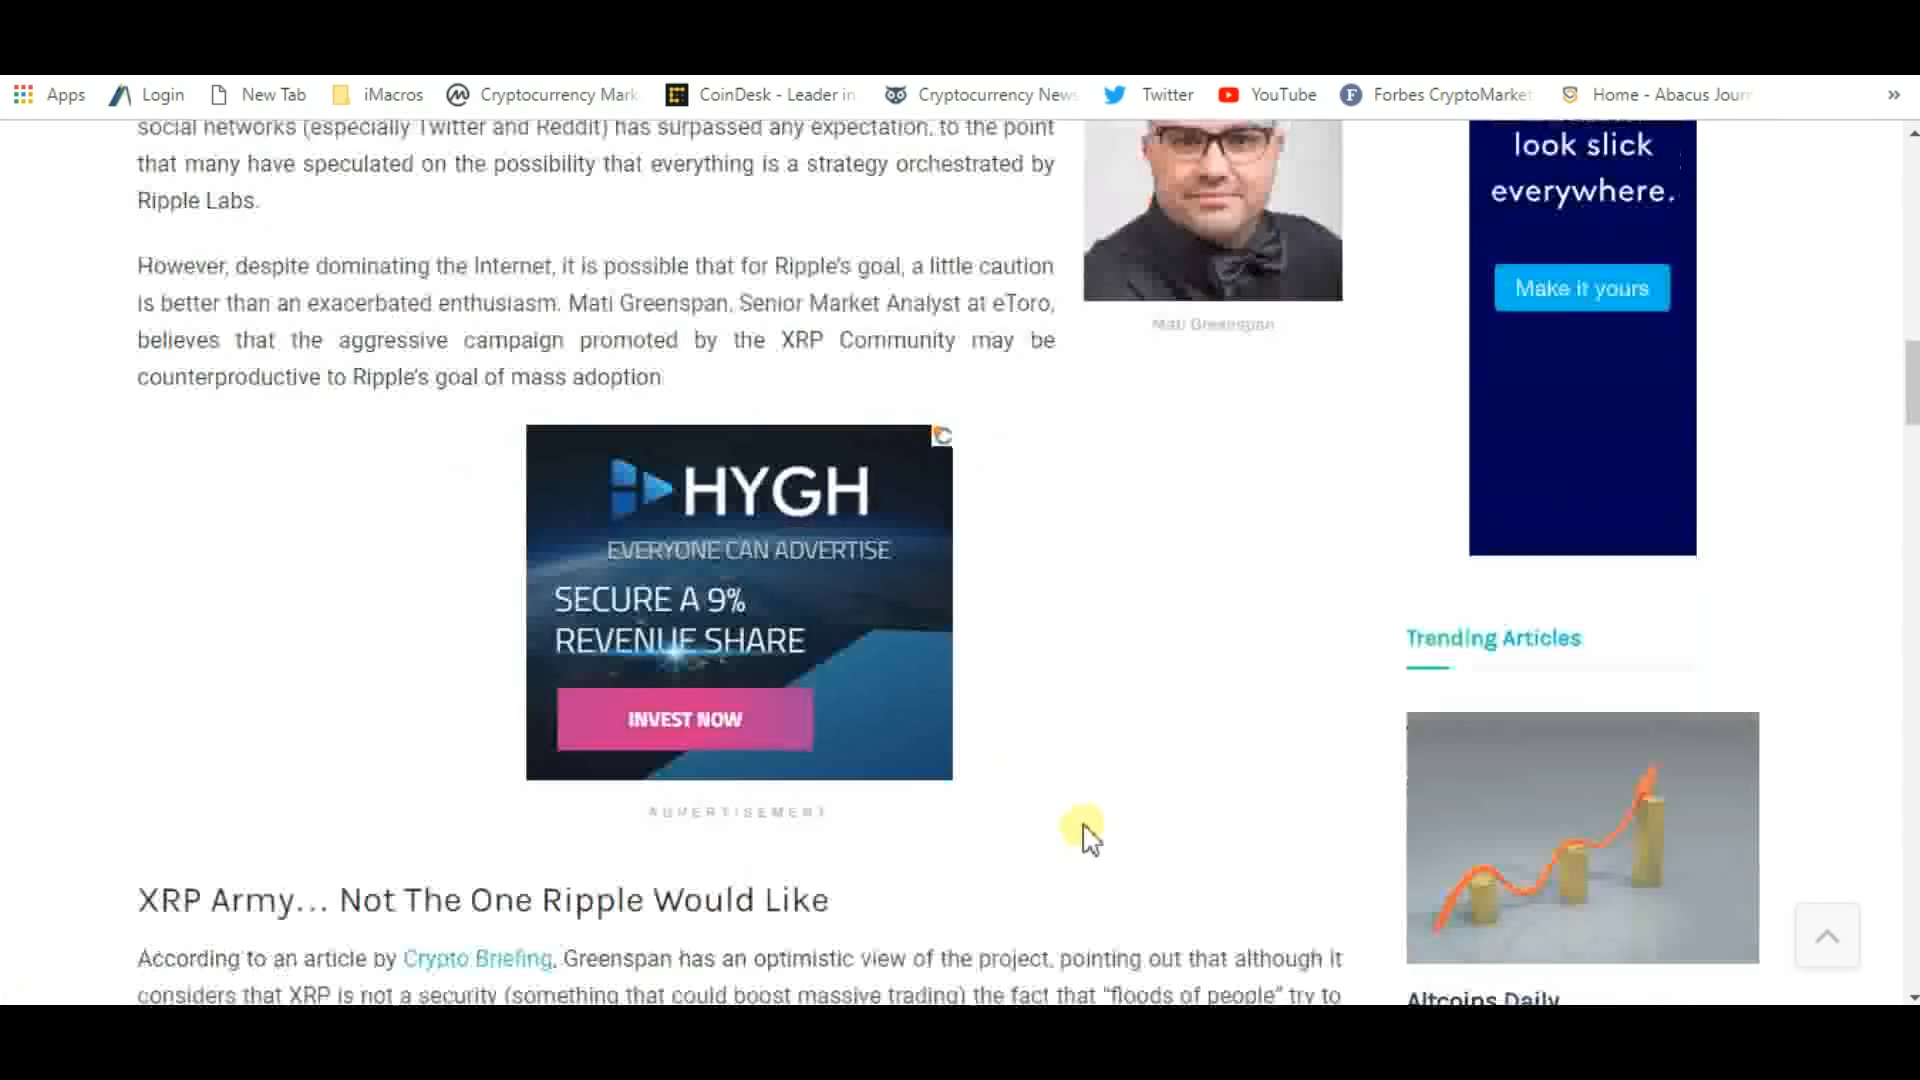 Apps
Login
New Tab
iMacros
Cryptocurrency Mark
CoinDesk - Leader in
Cryptocurrency News
Twitter
YouTube
Forbes CryptoMarket
Home - Abacus Journ
»
social networks (especially Twitter and Reddit) has surpassed any expectation, to the point
that many have speculated on the possibility that everything is a strategy orchestrated by
Ripple Labs.
However, despite dominating the Internet, it is possible that for Ripple's goal, a little caution
is better than an exacerbated enthusiasm. Mati Greenspan, Senior Market Analyst at eToro,
believes that the aggressive campaign promoted by the XRP Community may be
counterproductive to Ripple's goal of mass adoption
Mati Greenspan
HYGH
EVERYONE CAN ADVERTISE
SECURE A 9%
REVENUE SHARE
INVEST NOW
ADVERTISEMENT
XRP Army... Not The One Ripple Would Like
According to an article by Crypto Briefing, Greenspan has an optimistic view of the project, pointing out that although it
considers that XRP is not a security (something that could boost massive trading) the fact that "floods of people" try to
look slick
everywhere.
Make it yours
Trending Articles
Altcoins Daily